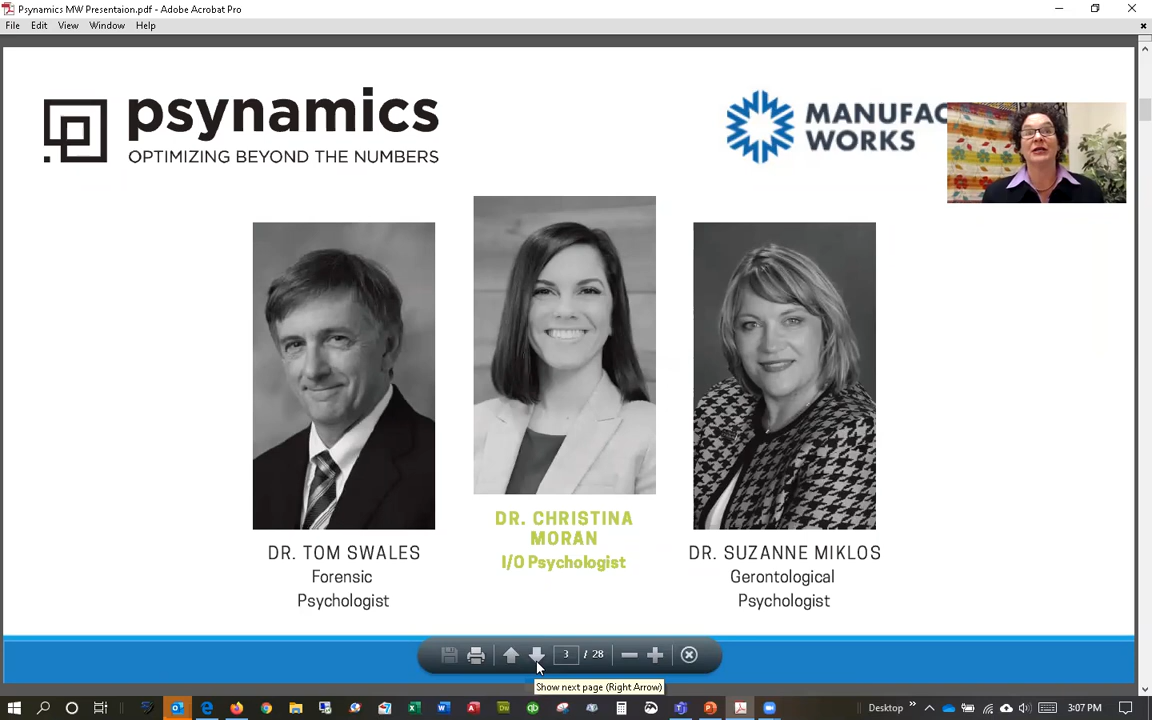 Psynamics MW Presentaion.pdf - Adobe Acrobat Pro
File Edit View Window Help
psynamics
OPTIMIZING BEYOND THE NUMBERS
MANUFAC
WORKS
DR. TOM SWALES
Forensic
Psychologist
DR. CHRISTINA
MORAN
I/O Psychologist
DR. SUZANNE MIKLOS
Gerontological
Psychologist
3 / 28
Show next page (Right Arrow)
Desktop
3:07 PM